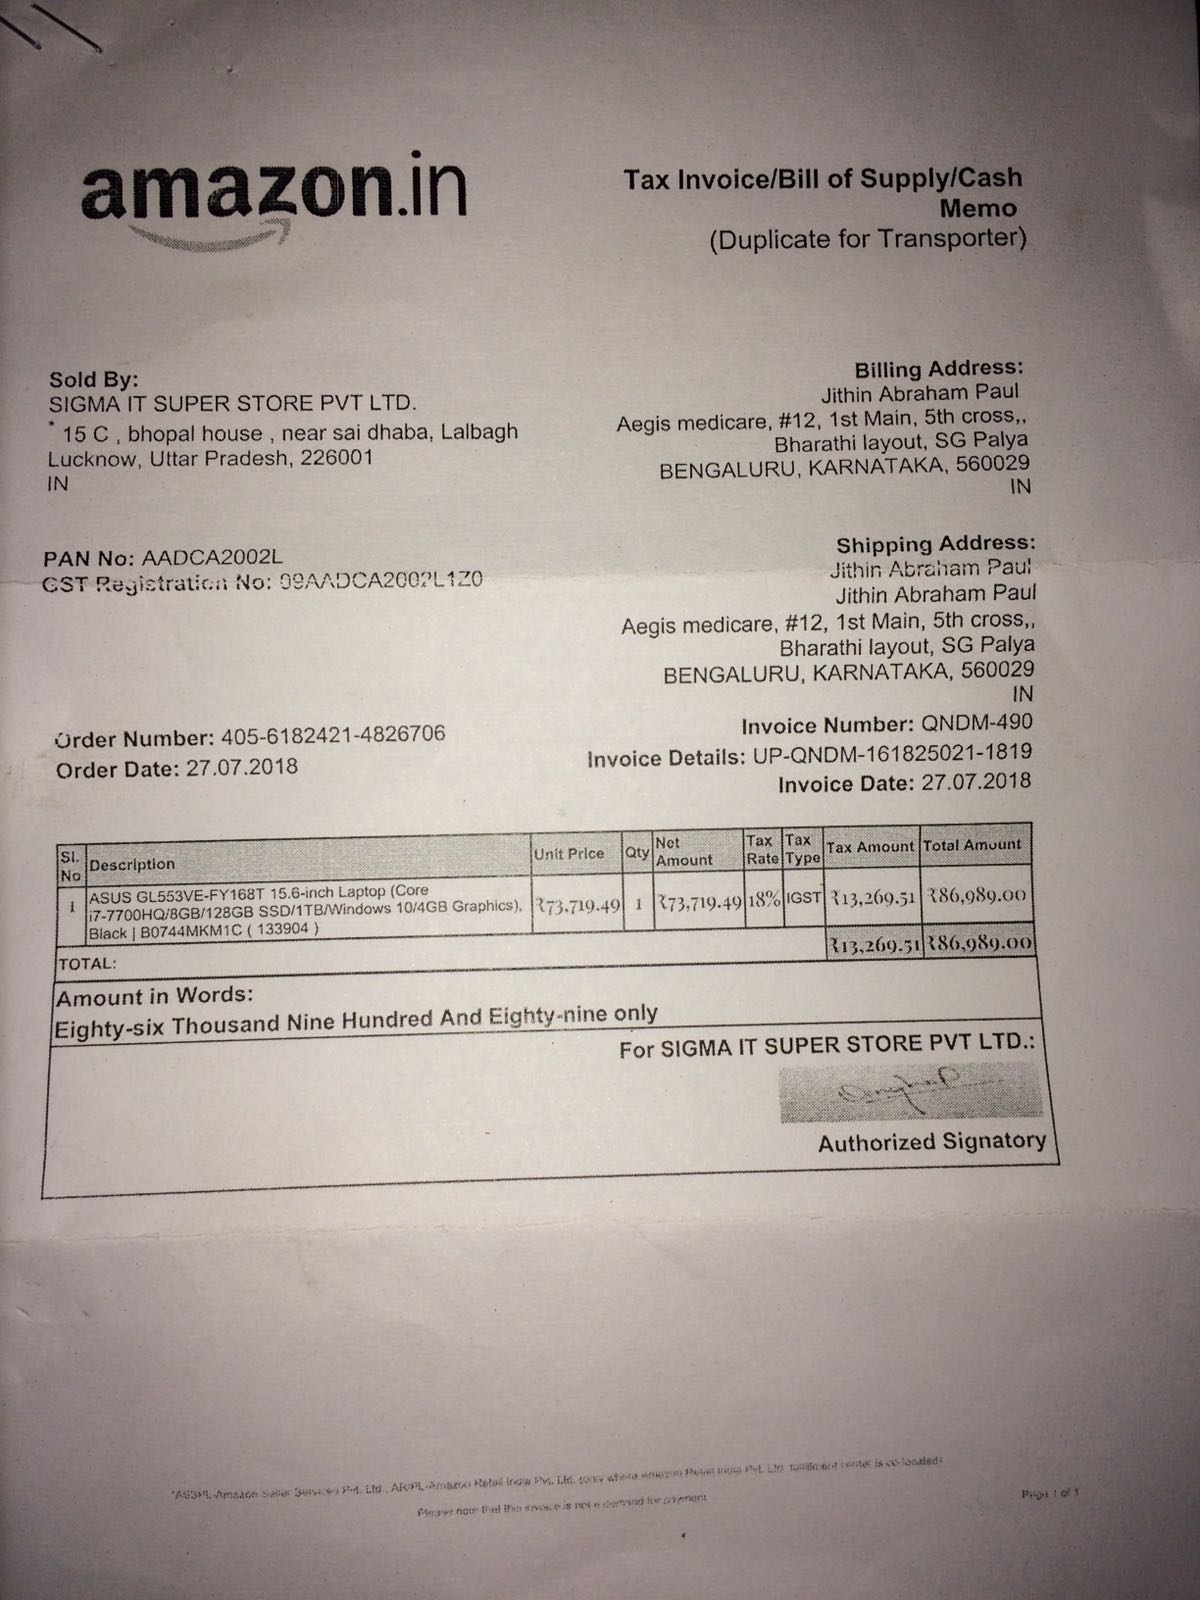 amazon.in
Tax Invoice/Bill of Supply/Cash
Memo
(Duplicate for Transporter)
Sold By:
SIGMA IT SUPER STORE PVT LTD.
* 15 C , bhopal house , near sai dhaba, Lalbagh
Lucknow, Uttar Pradesh, 226001
IN
Billing Address:
Jithin Abraham Paul
Aegis medicare, #12, 1st Main, 5th cross,,
Bharathi layout, SG Palya
BENGALURU, KARNATAKA, 560029
IN
PAN No: AADCA2002L
GST Registration No: 09AADCA2002L1Z0
Shipping Address:
Jithin Abraham Paul
Jithin Abraham Paul
Aegis medicare, #12, 1st Main, 5th cross,,
Bharathi layout, SG Palya
BENGALURU, KARNATAKA, 560029
IN
Order Number: 405-6182421-4826706
Order Date: 27.07.2018
Invoice Number: QNDM-490
Invoice Details: UP-QNDM-161825021-1819
Invoice Date: 27.07.2018
Sl. No Description Unit Price Qty Net Amount Tax Rate Tax Type Tax Amount Total Amount
1 ASUS GL553VE-FY168T 15.6-inch Laptop (Core
i7-7700HQ/8GB/128GB SSD/1TB/Windows 10/4GB Graphics), ₹73,719.49 1 ₹73,719.49 18% IGST ₹13,269.51 ₹86,989.00
Black | B0744MKM1C ( 133904 )
TOTAL: ₹13,269.51 ₹86,989.00
Amount in Words:
Eighty-six Thousand Nine Hundred And Eighty-nine only
For SIGMA IT SUPER STORE PVT LTD.:
Authorized Signatory
*ASSPL-Amazon Seller Services Pvt. Ltd., ARIPL-Amazon Retail India Pvt. Ltd. (only where Amazon Retail India Pvt. Ltd. fulfillment center is co-located)
Please note that this invoice is not a demand for payment
Page 1 of 1